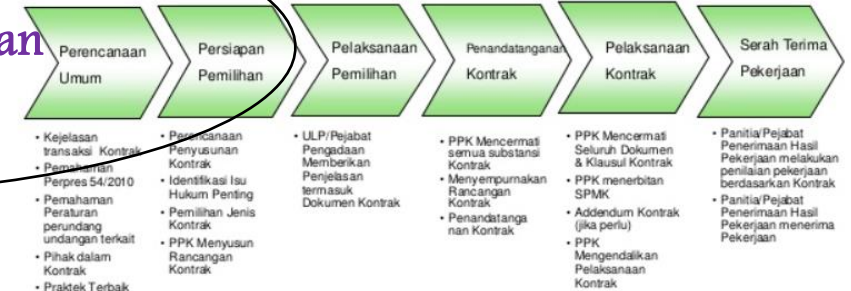 an
Perencanaan
Umum
Persiapan
Pemilihan
Pelaksanaan
Pemilihan
Penandatanganan
Kontrak
Pelaksanaan
Kontrak
Serah Terima
Pekerjaan
• Kejelasan
transaksi Kontrak
• Pemahaman
Perpres 54/2010
• Pemahaman
Peraturan
perundang
undangan terkait
• Pihak dalam
Kontrak
• Praktek Terbaik
• Perencanaan
Penyusunan
Kontrak
• Identifikasi Isu
Hukum Penting
• Pemilihan Jenis
Kontrak
• PPK Menyusun
Rancangan
Kontrak
• ULP/Pejabat
Pengadaan
Memberikan
Penjelasan
termasuk
Dokumen Kontrak
• PPK Mencermati
semua substansi
Kontrak
• Menyempurnakan
Rancangan
Kontrak
• Penandatanga
nan Kontrak
• PPK Mencermati
Seluruh Dokumen
& Klausul Kontrak
• PPK menerbitan
SPMK
• Addendum Kontrak
(jika perlu)
• PPK
Mengendalikan
Pelaksanaan
Kontrak
• Panitia/Pejabat
Penerimaan Hasil
Pekerjaan melakukan
penilaian pekerjaan
berdasarkan Kontrak
• Panitia/Pejabat
Penerimaan Hasil
Pekerjaan menerima
Pekerjaan